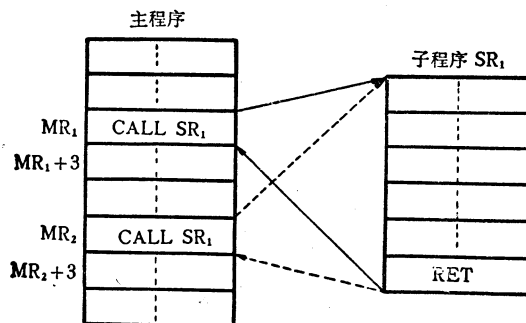 主程序
子程序 SR₁
MR₁ CALL SR₁
MR₁+3
MR₂ CALL SR₁
MR₂+3
RET